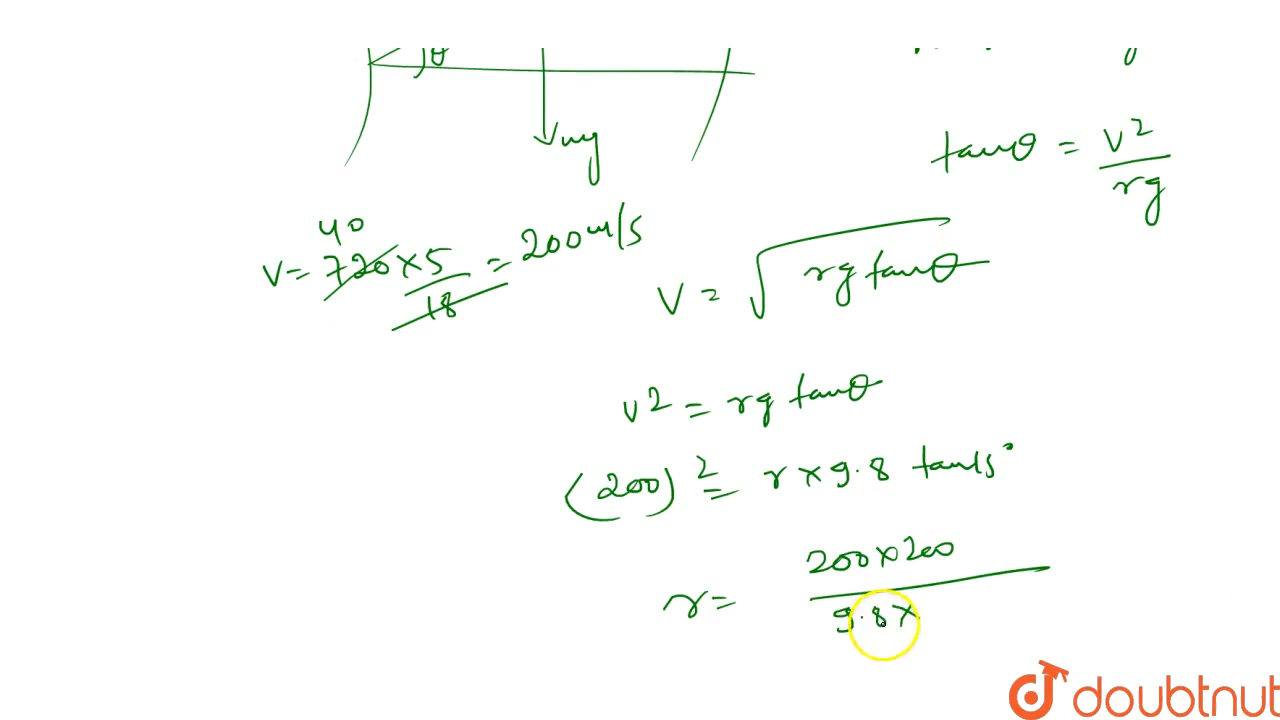 θ
mg
tanθ = v²/rg
40
V = 720 × 5/18 = 200 m/s
V = √rg tanθ
v² = rg tanθ
(200)² = r × 9.8 tan15°
r = 200×200/9.8×
doubtnut